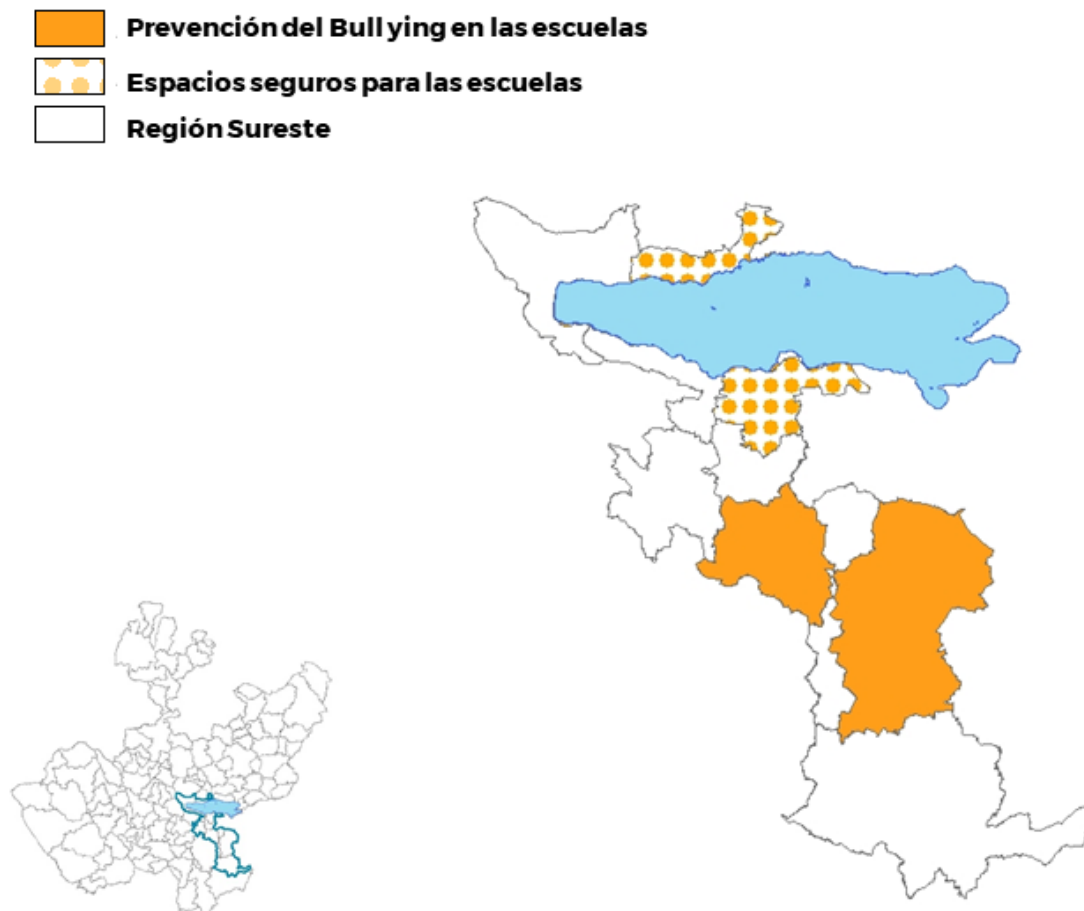 Prevención del Bull ying en las escuelas
Espacios seguros para las escuelas
Región Sureste